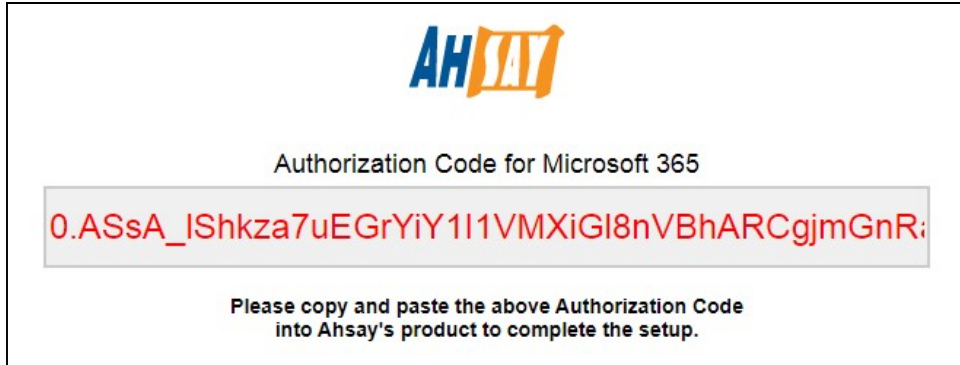 AHSAY
Authorization Code for Microsoft 365
0.ASsA_IShkza7uEGrYiY1I1VMXiGI8nVBhARCgjmGnRa
Please copy and paste the above Authorization Code
into Ahsay's product to complete the setup.